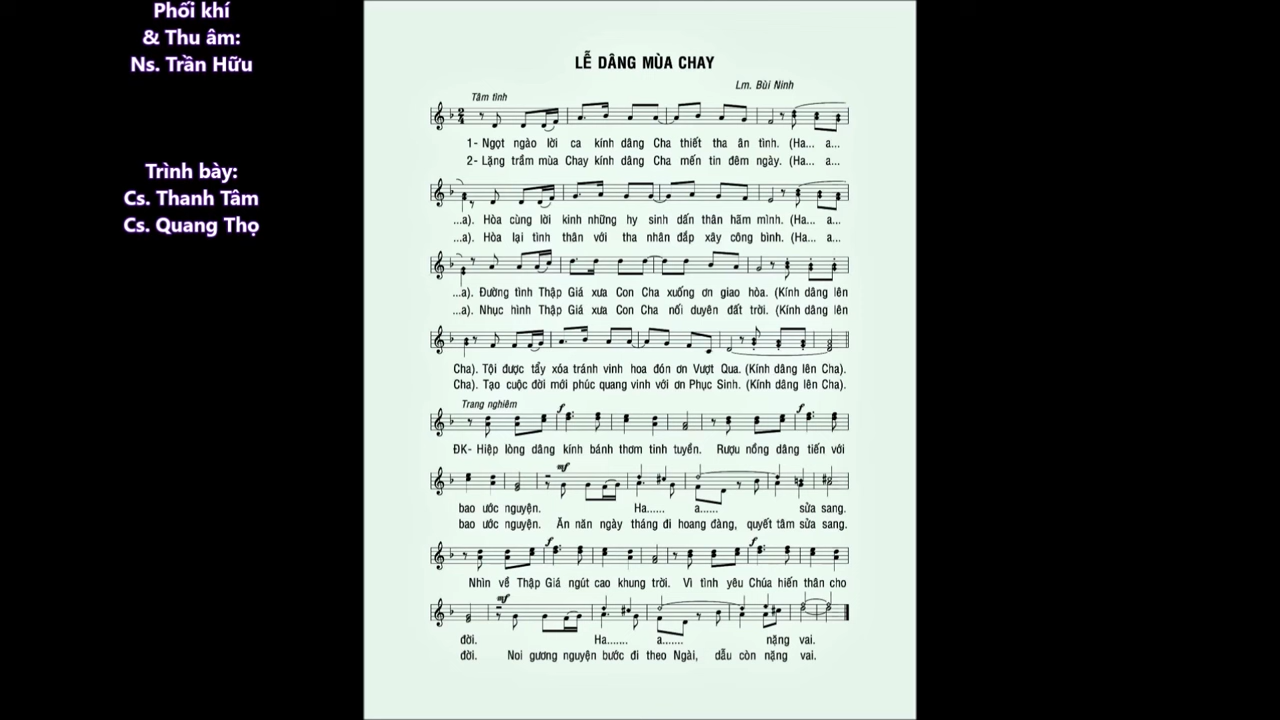 Phối khí
& Thu âm:
Ns. Trần Hữu
Trình bày:
Cs. Thanh Tâm
Cs. Quang Thọ
LỄ DÂNG MÙA CHAY
Lm. Bùi Ninh
Tâm tình
1- Ngọt ngào lời ca kính dâng Cha thiết tha ân tình. (Ha... a...
2- Lặng trầm mùa Chay kính dâng Cha mến tin đêm ngày. (Ha... a...
...a). Hòa cùng lời kinh những hy sinh dấn thân hãm mình. (Ha... a...
...a). Hòa lại tình thân với tha nhân đắp xây công bình. (Ha... a...
...a). Đường tình Thập Giá xưa Con Cha xuống ơn giao hòa. (Kính dâng lên
...a). Nhục hình Thập Giá xưa Con Cha nối duyên đất trời. (Kính dâng lên
Cha). Tội được tẩy xóa tránh vinh hoa đón ơn Vượt Qua. (Kính dâng lên Cha).
Cha). Tạo cuộc đời mới phúc quang vinh với ơn Phục Sinh. (Kính dâng lên Cha).
Trang nghiêm
f f
ĐK- Hiệp lòng dâng kính bánh thơm tinh tuyền. Rượu nồng dâng tiến với
mf
bao ước nguyện. Ha...... a...... sửa sang.
bao ước nguyện. Ăn năn ngày tháng đi hoang đàng, quyết tâm sửa sang.
f f
Nhìn về Thập Giá ngút cao khung trời. Vì tình yêu Chúa hiến thân cho
mf
đời. Ha....... a....... nặng vai.
đời. Noi gương nguyện bước đi theo Ngài, dẫu còn nặng vai.